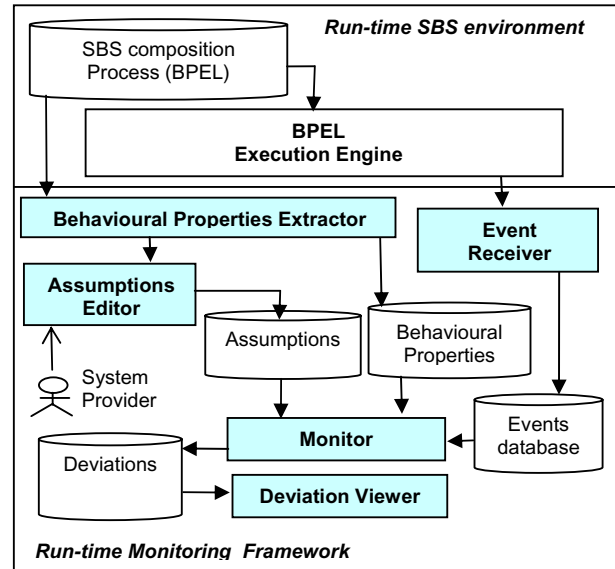 Run-time SBS environment
SBS composition
Process (BPEL)
BPEL
Execution Engine
Behavioural Properties Extractor
Event
Receiver
Assumptions
Editor
Assumptions
Behavioural
Properties
System
Provider
Events
database
Monitor
Deviations
Deviation Viewer
Run-time Monitoring Framework